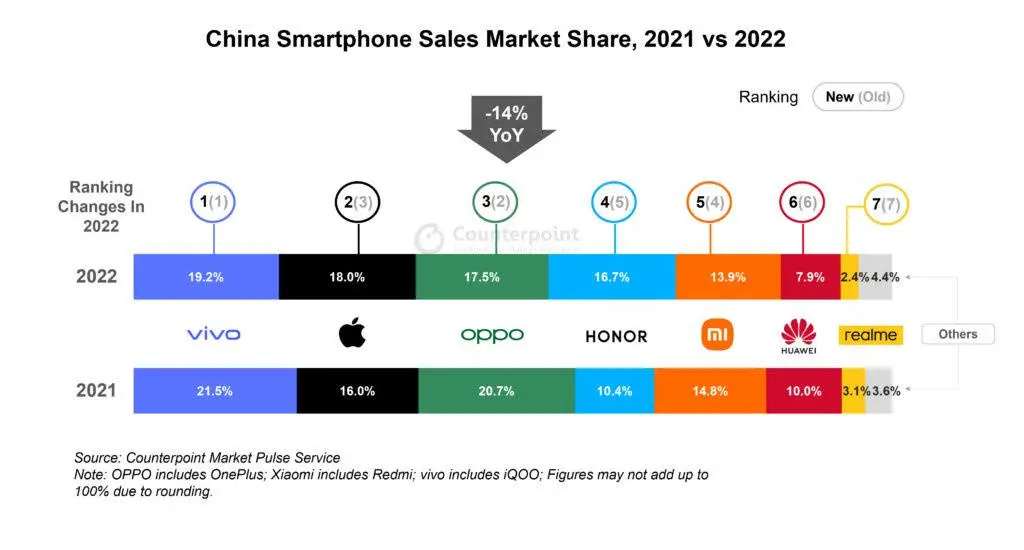 China Smartphone Sales Market Share, 2021 vs 2022
Ranking New (Old)
-14%
YoY
Ranking
Changes In
2022
1(1) 2(3) 3(2) 4(5) 5(4) 6(6) 7(7)
Counterpoint
2022 19.2% 18.0% 17.5% 16.7% 13.9% 7.9% 2.4% 4.4%
vivo oppo HONOR mi HUAWEI realme Others
2021 21.5% 16.0% 20.7% 10.4% 14.8% 10.0% 3.1% 3.6%
Source: Counterpoint Market Pulse Service
Note: OPPO includes OnePlus; Xiaomi includes Redmi; vivo includes iQOO; Figures may not add up to
100% due to rounding.